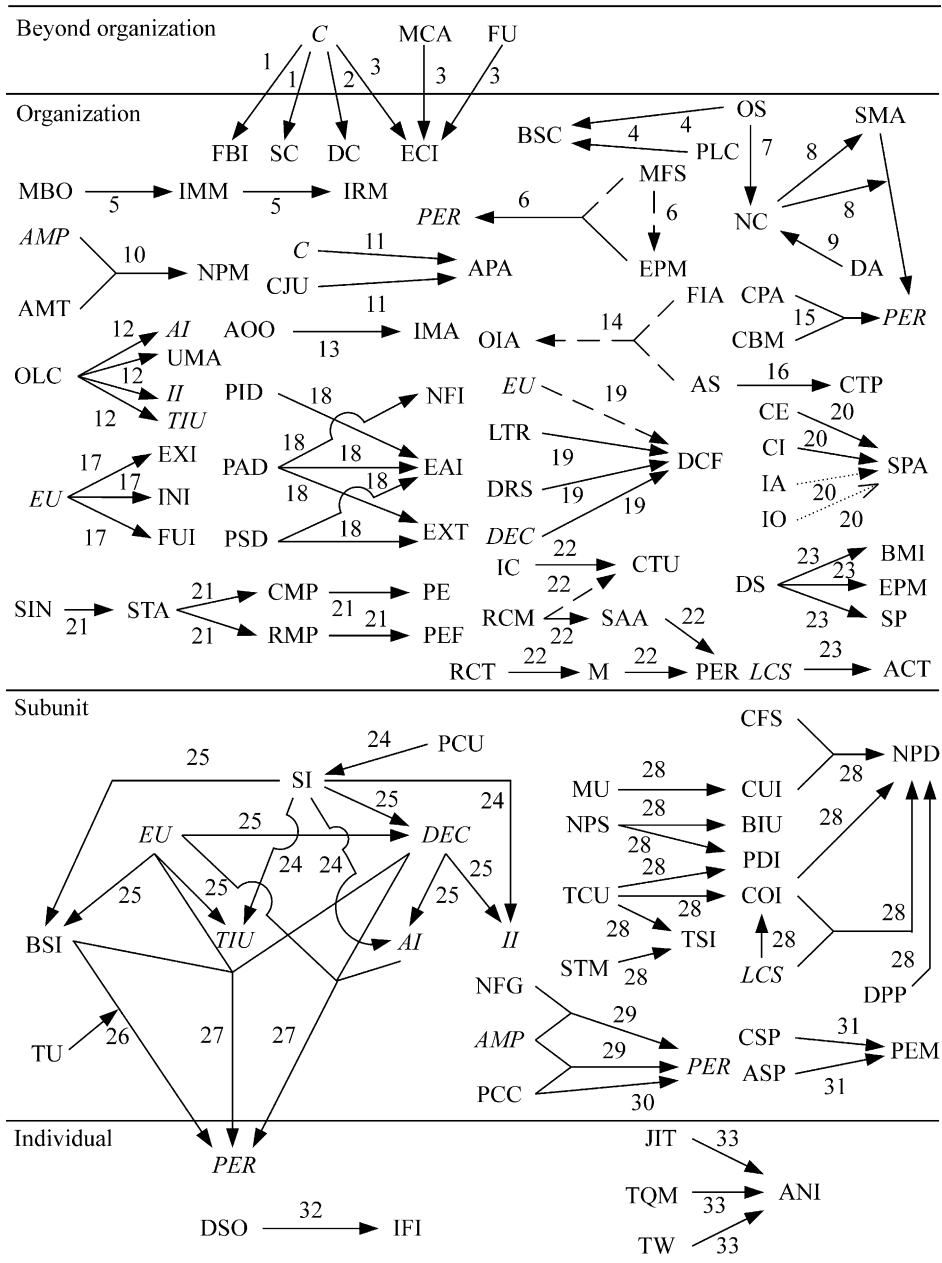 Beyond organization
C MCA FU
1 1 2 3 3 3
Organization
FBI SC DC ECI
BSC OS SMA
4 4 PLC 7 8
MBO 5 IMM 5 IRM
MFS
PER 6 6 NC 8
AMP 10 NPM
C 11 APA EPM 9 DA
AMT CJU 11
FIA CPA PER
OLC 12 AI AOO 13 IMA
OIA 14 CBM 15
12 UMA
12 II PID 18 NFI
AS 16 CTP
TIU
EU 19 CE 20
LTR 19 DCF CI 20 SPA
EU 17 EXI PAD 18 18 EAI
17 INI 18 18
DRS 19 IA 20
17 FUI PSD 18 EXT
DEC 19 IO 20
IC 22 CTU
DS 23 BMI
23 EPM
23 SP
SIN 21 STA 21 CMP 21 PE
21 RMP 21 PEF
RCM 22 22 SAA 22
RCT 22 M 22 PER
LCS 23 ACT
Subunit
CFS
25 SI 24 PCU
NPD
MU 28 CUI 28
24
EU 25 25 DEC
NPS 28 BIU
28 PDI 28
25 25 24 24 25 25
TCU 28 28 COI
BSI TIU AI II
28 TSI 28 28
STM 28 LCS 28
NFG DPP
TU 26 27 27
AMP 29 CSP 31 PEM
29 PER
PCC 30 ASP 31
Individual
PER
JIT 33
TQM 33 ANI
DSO 32 IFI
TW 33